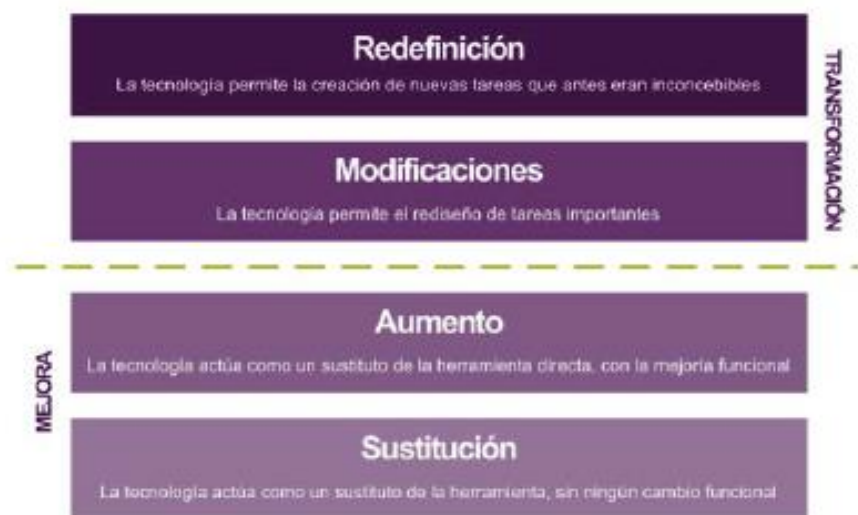 Redefinición
La tecnología permite la creación de nuevas tareas que antes eran inconcebibles
TRANSFORMACIÓN
Modificaciones
La tecnología permite el rediseño de tareas importantes
Aumento
La tecnología actúa como un sustituto de la herramienta directa, con la mejoría funcional
MEJORA
Sustitución
La tecnología actúa como un sustituto de la herramienta, sin ningún cambio funcional